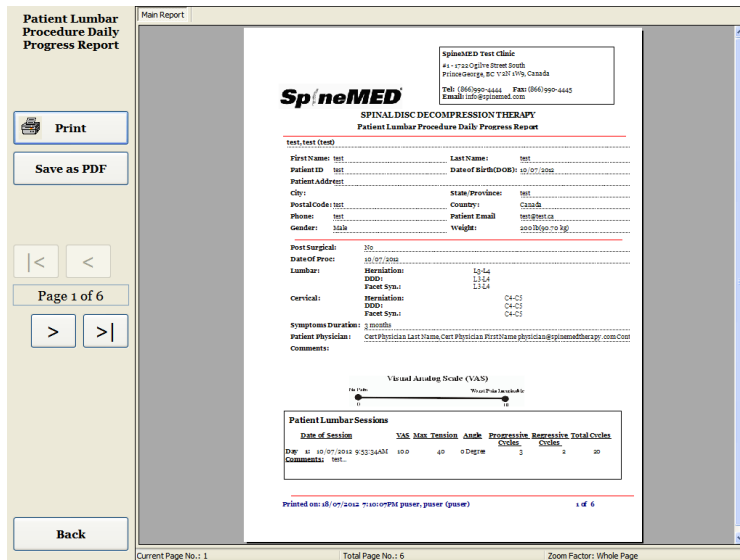 Patient Lumbar
Procedure Daily
Progress Report
Print
Save as PDF
|< <
Page 1 of 6
> >|
Back
Main Report
SpineMED Test Clinic
#1 - 1722 Ogilve Street South
Prince George, BC V2N 1W9, Canada
Tel: (866)990-4444 Fax: (866)990-4445
Email: info@spinemed.com
SpineMED
SPINAL DISC DECOMPRESSION THERAPY
Patient Lumbar Procedure Daily Progress Report
test, test (test)
First Name: test Last Name: test
Patient ID test Date of Birth(DOB): 10/07/2012
Patient Addrtest
City: State/Province: test
Postal Code: test Country: Canada
Phone: test Patient Email test@test.ca
Gender: Male Weight: 200 lb(90.70 kg)
Post Surgical: No
Date Of Proc: 10/07/2012
Lumbar: Herniation: L3-L4
DDD: L3-L4
Facet Syn.: L3-L4
Cervical: Herniation: C4-C5
DDD: C4-C5
Facet Syn.: C4-C5
Symptoms Duration: 3 months
Patient Physician: Cert Physician Last Name, Cert Physician First Name physician@spinemedtherapy.com Cont
Comments:
Visual Analog Scale (VAS)
No Pain Worst Pain
10
Patient Lumbar Sessions
Date of Session VAS Max Tension Angle Progressive Cycles Regressive Cycles Total Cycles
Day 1: 10/07/2012 9:53:34AM 10.0 40 0 Degree 3 2 20
Comments: test...
Printed on: 18/07/2012 7:10:07PM puser, puser (puser) 1 of 6
Current Page No.: 1 Total Page No.: 6 Zoom Factor: Whole Page